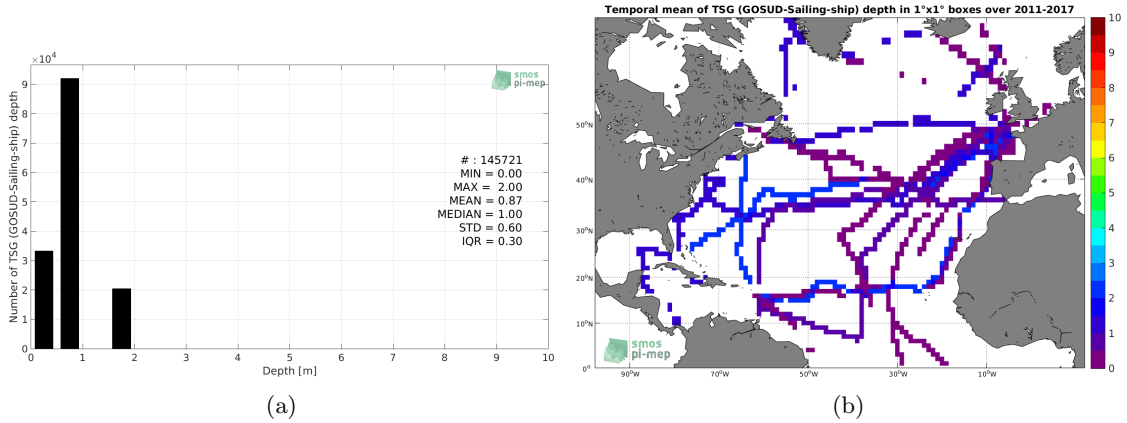 ×10⁴
9
8
7
6
5
4
3
2
1
0
Number of TSG (GOSUD-Sailing-ship) depth
smos
pi-mep
# : 145721
MIN = 0.00
MAX = 2.00
MEAN = 0.87
MEDIAN = 1.00
STD = 0.60
IQR = 0.30
0 1 2 3 4 5 6 7 8 9 10
Depth [m]
(a)
Temporal mean of TSG (GOSUD-Sailing-ship) depth in 1°x1° boxes over 2011-2017
50°N
40°N
30°N
20°N
10°N
0°
90°W 70°W 50°W 30°W 10°W
smos
pi-mep
10
9
8
7
6
5
4
3
2
1
0
(b)